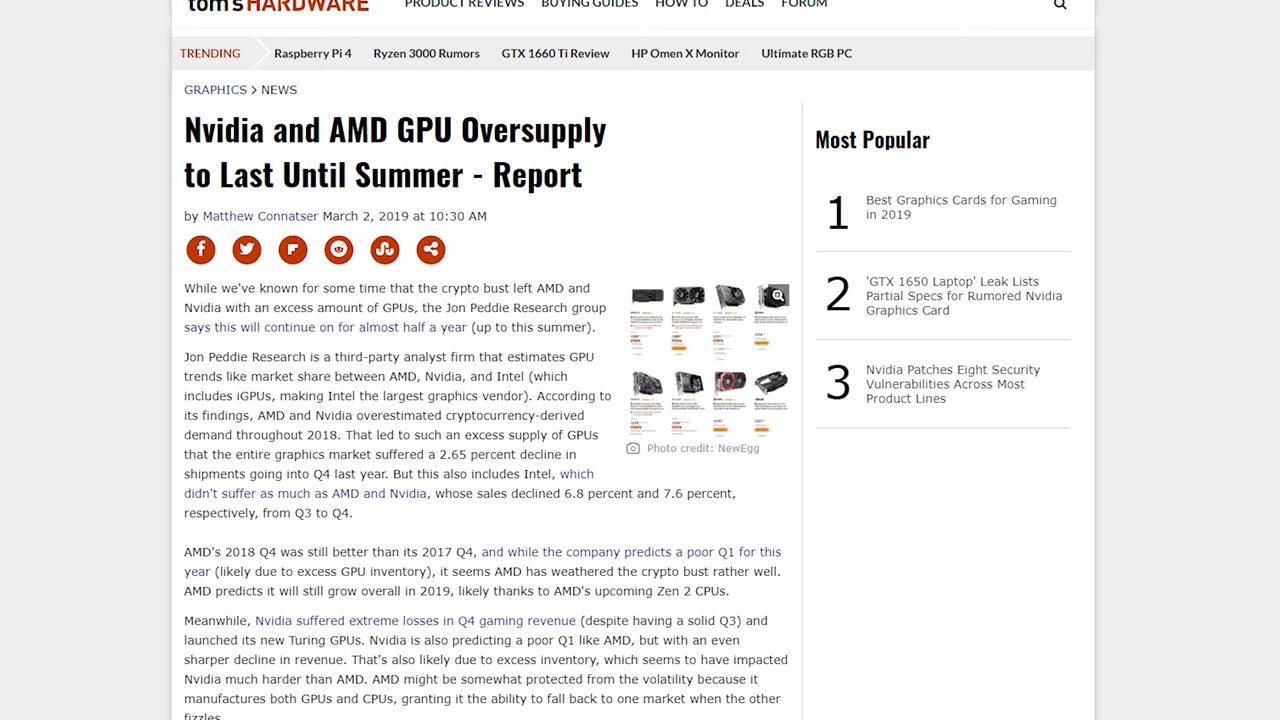 tom's HARDWARE
PRODUCT REVIEWS BUYING GUIDES HOW TO DEALS FORUM
TRENDING Raspberry Pi 4 Ryzen 3000 Rumors GTX 1660 Ti Review HP Omen X Monitor Ultimate RGB PC
GRAPHICS > NEWS
Nvidia and AMD GPU Oversupply
to Last Until Summer - Report
by Matthew Connatser March 2, 2019 at 10:30 AM
While we've known for some time that the crypto bust left AMD and
Nvidia with an excess amount of GPUs, the Jon Peddie Research group
says this will continue on for almost half a year (up to this summer).
Jon Peddie Research is a third-party analyst firm that estimates GPU
trends like market share between AMD, Nvidia, and Intel (which
includes iGPUs, making Intel the largest graphics vendor). According to
its findings, AMD and Nvidia overestimated cryptocurrency-derived
demand throughout 2018. That led to such an excess supply of GPUs
that the entire graphics market suffered a 2.65 percent decline in
shipments going into Q4 last year. But this also includes Intel, which
didn't suffer as much as AMD and Nvidia, whose sales declined 6.8 percent and 7.6 percent,
respectively, from Q3 to Q4.
Photo credit: NewEgg
AMD's 2018 Q4 was still better than its 2017 Q4, and while the company predicts a poor Q1 for this
year (likely due to excess GPU inventory), it seems AMD has weathered the crypto bust rather well.
AMD predicts it will still grow overall in 2019, likely thanks to AMD's upcoming Zen 2 CPUs.
Meanwhile, Nvidia suffered extreme losses in Q4 gaming revenue (despite having a solid Q3) and
launched its new Turing GPUs. Nvidia is also predicting a poor Q1 like AMD, but with an even
sharper decline in revenue. That's also likely due to excess inventory, which seems to have impacted
Nvidia much harder than AMD. AMD might be somewhat protected from the volatility because it
manufactures both GPUs and CPUs, granting it the ability to fall back to one market when the other
fizzles.
Most Popular
1 Best Graphics Cards for Gaming
in 2019
2 'GTX 1650 Laptop' Leak Lists
Partial Specs for Rumored Nvidia
Graphics Card
3 Nvidia Patches Eight Security
Vulnerabilities Across Most
Product Lines